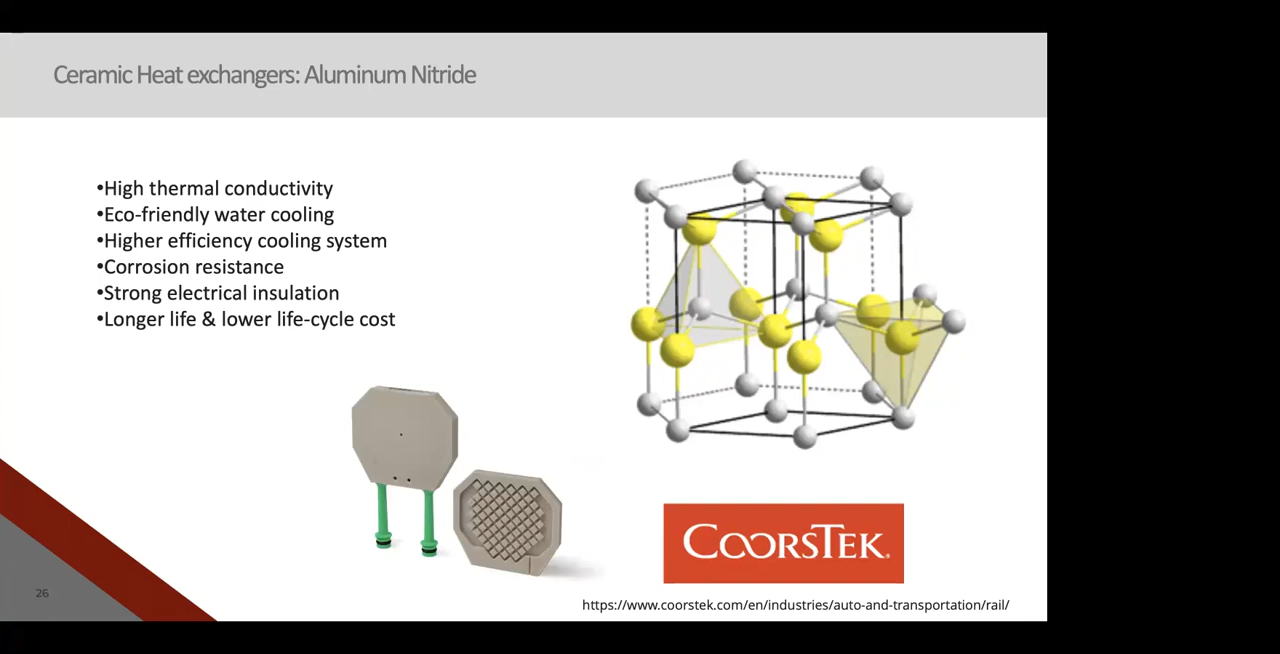 Ceramic Heat exchangers: Aluminum Nitride
•High thermal conductivity
•Eco-friendly water cooling
•Higher efficiency cooling system
•Corrosion resistance
•Strong electrical insulation
•Longer life & lower life-cycle cost
COORSTEK.
26
https://www.coorstek.com/en/industries/auto-and-transportation/rail/